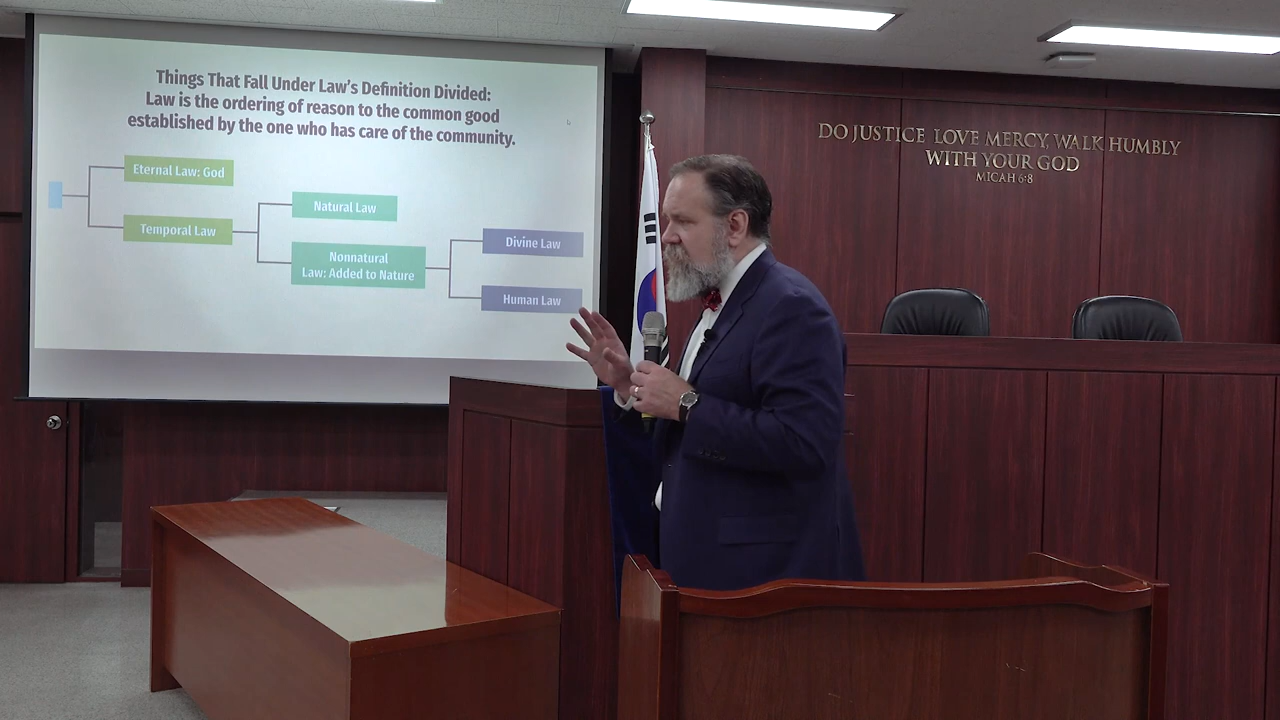 Things That Fall Under Law's Definition Divided:
Law is the ordering of reason to the common good
established by the one who has care of the community.
Eternal Law: God
Temporal Law
Natural Law
Nonnatural
Law: Added to Nature
Divine Law
Human Law
DO JUSTICE LOVE MERCY, WALK HUMBLY
WITH YOUR GOD
MICAH 6:8